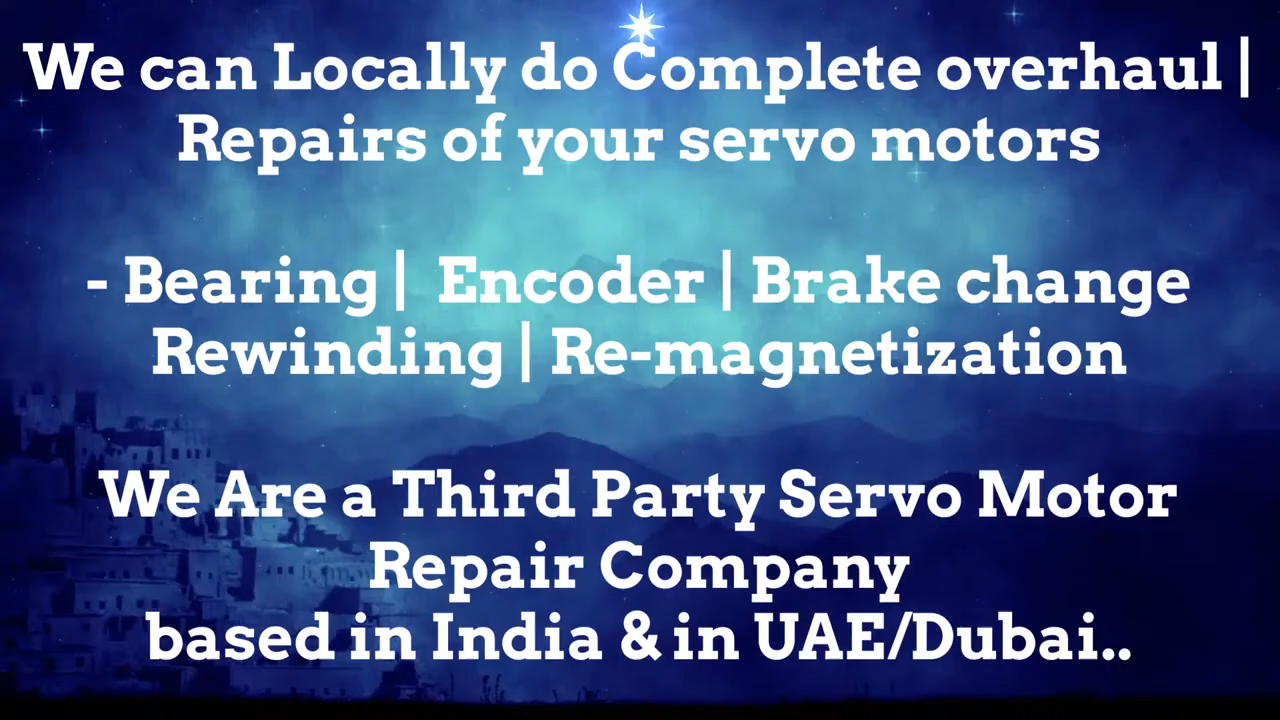 We can Locally do Complete overhaul |
Repairs of your servo motors
- Bearing | Encoder | Brake change
Rewinding | Re-magnetization
We Are a Third Party Servo Motor
Repair Company
based in India & in UAE/Dubai..